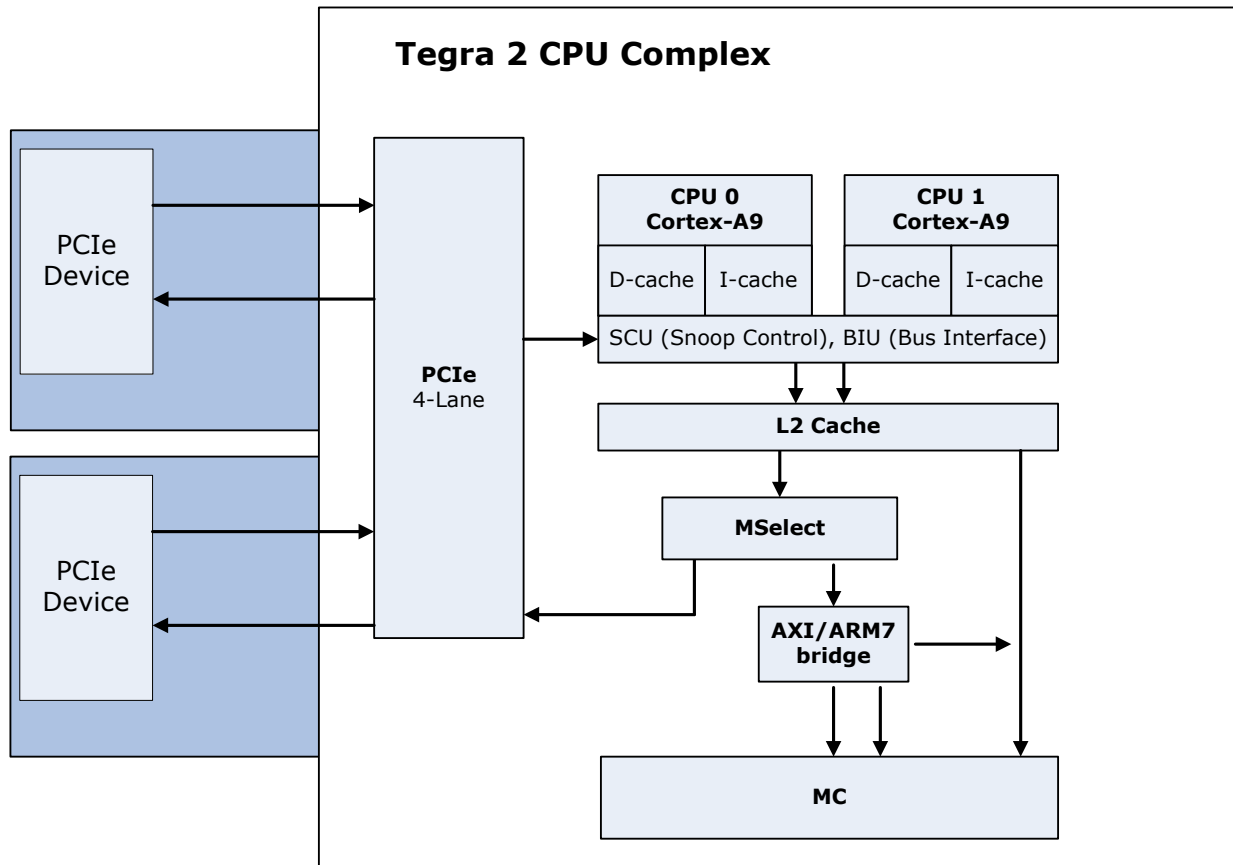 Tegra 2 CPU Complex
PCIe
Device
PCIe
4-Lane
CPU 0
Cortex-A9
CPU 1
Cortex-A9
D-cache
I-cache
D-cache
I-cache
SCU (Snoop Control), BIU (Bus Interface)
L2 Cache
MSelect
PCIe
Device
AXI/ARM7
bridge
MC